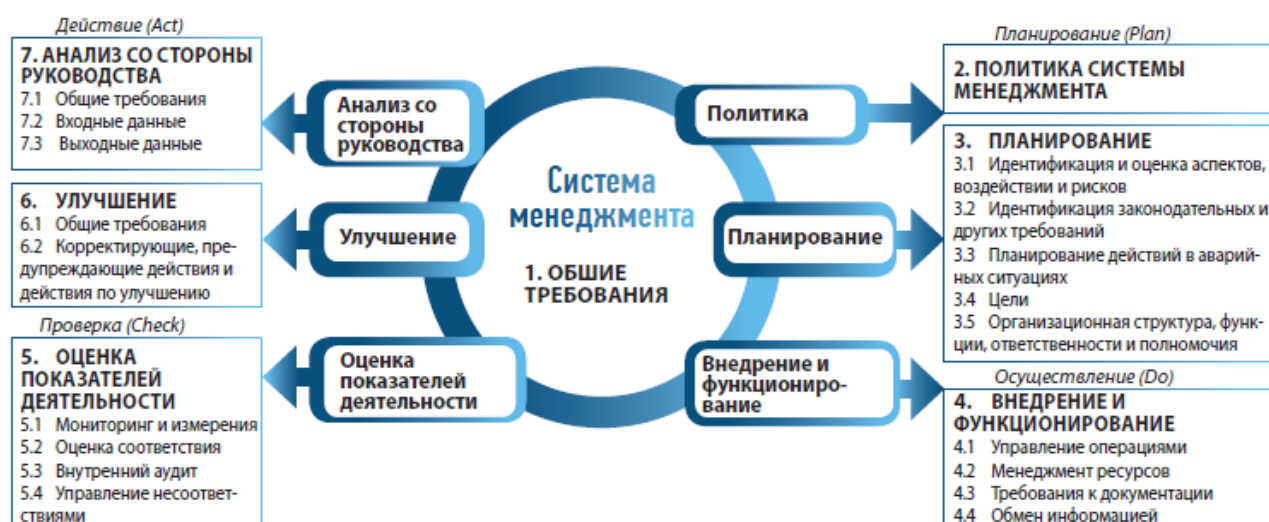 Действие (Act)
7. АНАЛИЗ СО СТОРОНЫ
РУКОВОДСТВА
7.1 Общие требования
7.2 Входные данные
7.3 Выходные данные
6. УЛУЧШЕНИЕ
6.1 Общие требования
6.2 Корректирующие, пре-
дупреждающие действия и
действия по улучшению
Проверка (Check)
5. ОЦЕНКА
ПОКАЗАТЕЛЕЙ
ДЕЯТЕЛЬНОСТИ
5.1 Мониторинг и измерения
5.2 Оценка соответствия
5.3 Внутренний аудит
5.4 Управление несоответ-
ствиями
Анализ со
стороны
руководства
Улучшение
Оценка
показателей
деятельности
Система
менеджмента
1. ОБШИЕ
ТРЕБОВАНИЯ
Политика
Планирование
Внедрение и
функциониро-
вание
Планирование (Plan)
2. ПОЛИТИКА СИСТЕМЫ
МЕНЕДЖМЕНТА
3. ПЛАНИРОВАНИЕ
3.1 Идентификация и оценка аспектов,
воздействии и рисков
3.2 Идентификация законодательных и
других требований
3.3 Планирование действий в аварий-
ных ситуациях
3.4 Цели
3.5 Организационная структура, функ-
ции, ответственности и полномочия
Осуществление (Do)
4. ВНЕДРЕНИЕ И
ФУНКЦИОНИРОВАНИЕ
4.1 Управление операциями
4.2 Менеджмент ресурсов
4.3 Требования к документации
4.4 Обмен информацией